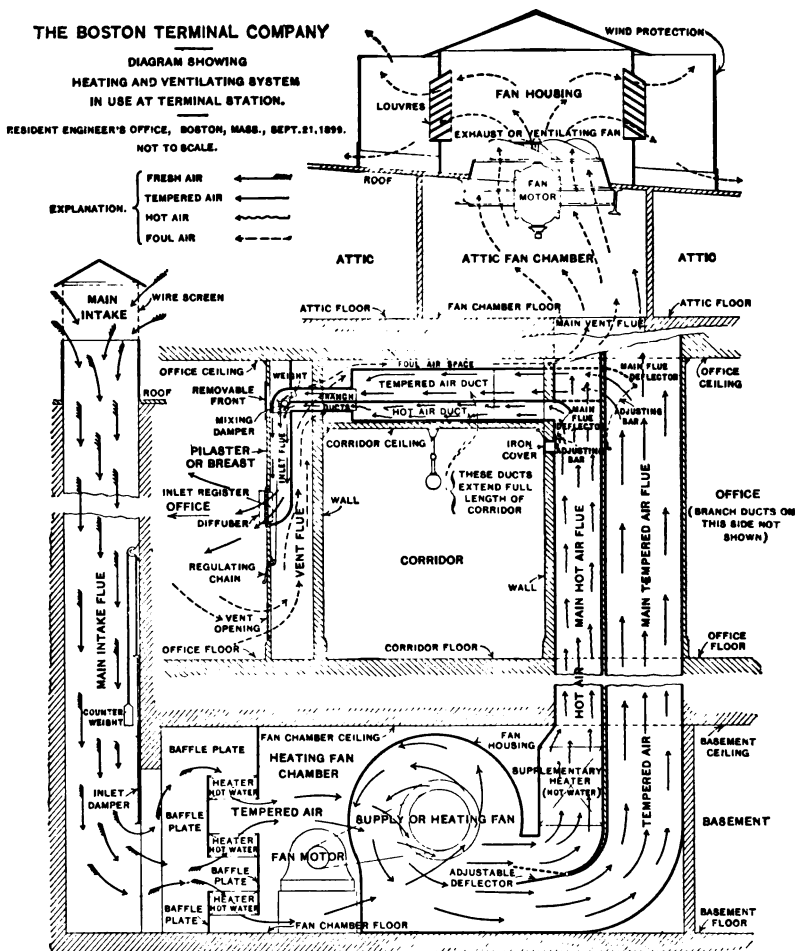 THE BOSTON TERMINAL COMPANY
DIAGRAM SHOWING
HEATING AND VENTILATING SYSTEM
IN USE AT TERMINAL STATION.
RESIDENT ENGINEER'S OFFICE, BOSTON, MASS., SEPT. 21, 1899.
NOT TO SCALE.
EXPLANATION.
FRESH AIR
TEMPERED AIR
HOT AIR
FOUL AIR
WIND PROTECTION
LOUVRES
FAN HOUSING
EXHAUST OR VENTILATING FAN
ROOF
FAN
MOTOR
ATTIC
ATTIC FAN CHAMBER
ATTIC
ATTIC FLOOR
FAN CHAMBER FLOOR
ATTIC FLOOR
MAIN VENT FLUE
MAIN
INTAKE
WIRE SCREEN
ROOF
OFFICE CEILING
WEIGHT
REMOVABLE
FRONT
MIXING
DAMPER
PILASTER
OR BREAST
INLET REGISTER
OFFICE
DIFFUSER
REGULATING
CHAIN
VENT
OPENING
OFFICE FLOOR
INLET FLUE
VENT FLUE
WALL
FOUL AIR SPACE
TEMPERED AIR DUCT
BRANCH
DUCTS
HOT AIR DUCT
CORRIDOR CEILING
IRON
COVER
THESE DUCTS
EXTEND FULL
LENGTH OF
CORRIDOR
CORRIDOR
WALL
CORRIDOR FLOOR
MAIN FLUE
DEFLECTOR
ADJUSTING
BAR
MAIN
FLUE
DEFLECTOR
ADJUSTING
BAR
OFFICE
CEILING
MAIN HOT AIR FLUE
MAIN TEMPERED AIR FLUE
OFFICE
(BRANCH DUCTS ON
THIS SIDE NOT
SHOWN)
OFFICE
FLOOR
MAIN INTAKE FLUE
COUNTER
WEIGHT
INLET
DAMPER
HOT AIR
TEMPERED AIR
BAFFLE PLATE
FAN CHAMBER CEILING
HEATING FAN
CHAMBER
FAN
HOUSING
BASEMENT
CEILING
HEATER
HOT WATER
TEMPERED AIR
SUPPLEMENTARY
HEATER
(HOT-WATER)
BAFFLE
PLATE
HEATER
HOT WATER
SUPPLY OR HEATING FAN
BASEMENT
FAN MOTOR
BAFFLE
PLATE
ADJUSTABLE
DEFLECTOR
HEATER
HOT WATER
BAFFLE
PLATE
FAN CHAMBER FLOOR
BASEMENT
FLOOR